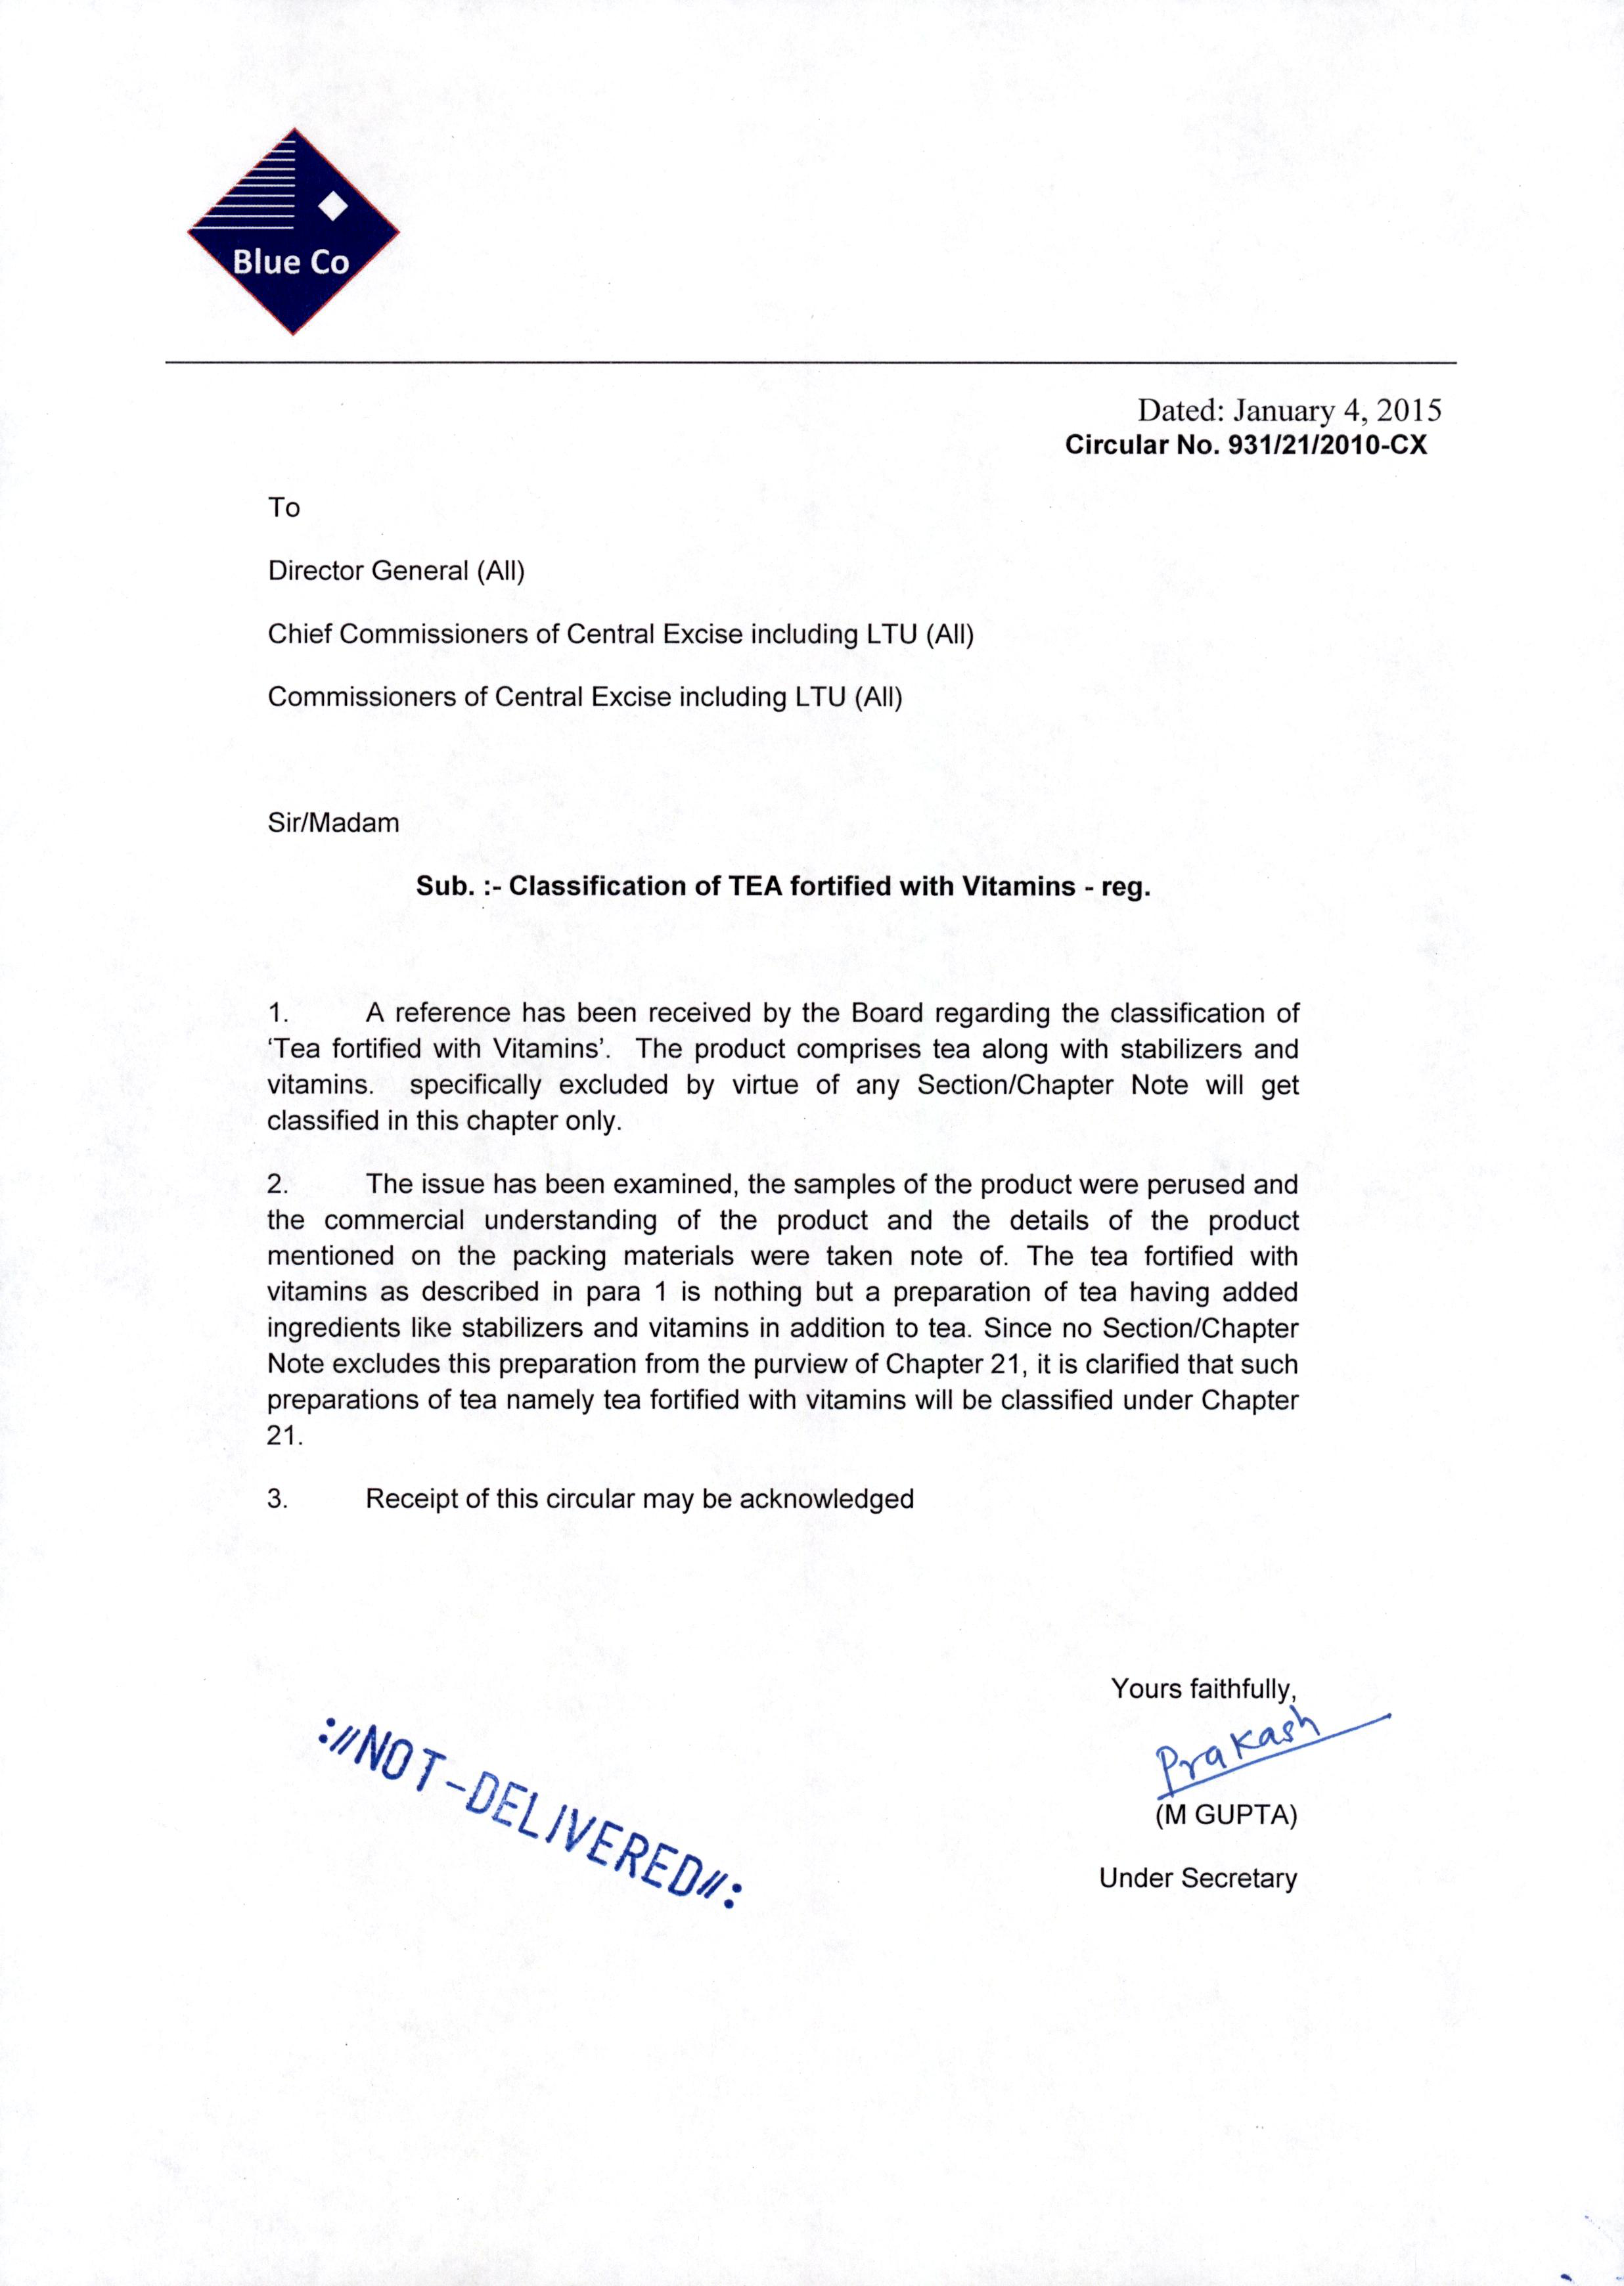 Blue Co
Dated: January 4, 2015
Circular No. 931/21/2010-CX
To
Director General (All)
Chief Commissioners of Central Excise including LTU (All)
Commissioners of Central Excise including LTU (All)
Sir/Madam
Sub. :- Classification of TEA fortified with Vitamins - reg.
1. A reference has been received by the Board regarding the classification of
‘Tea fortified with Vitamins’. The product comprises tea along with stabilizers and
vitamins. specifically excluded by virtue of any Section/Chapter Note will get
classified in this chapter only.
2. The issue has been examined, the samples of the product were perused and
the commercial understanding of the product and the details of the product
mentioned on the packing materials were taken note of. The tea fortified with
vitamins as described in para 1 is nothing but a preparation of tea having added
ingredients like stabilizers and vitamins in addition to tea. Since no Section/Chapter
Note excludes this preparation from the purview of Chapter 21, it is clarified that such
preparations of tea namely tea fortified with vitamins will be classified under Chapter
21.
3. Receipt of this circular may be acknowledged
Yours faithfully,
Prakash
(M GUPTA)
Under Secretary
://NOT-DELIVERED//: